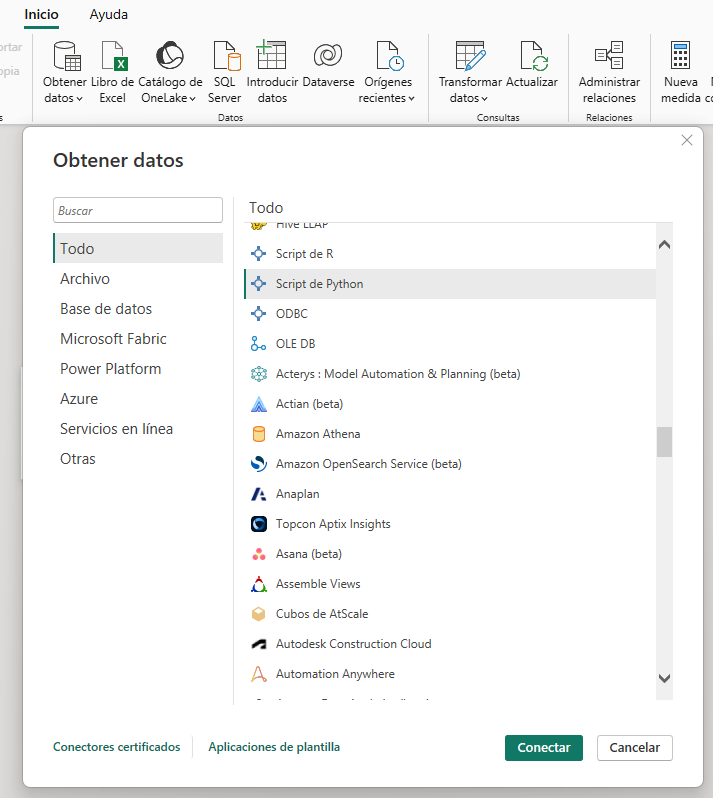 Inicio
Ayuda
ortar
opia
Obtener datos
Libro de Excel
Catálogo de OneLake
SQL Server
Introducir datos
Dataverse
Orígenes recientes
Transformar datos
Actualizar
Administrar relaciones
Nueva medida
s
Datos
Consultas
Relaciones
Obtener datos
Buscar
Todo
Archivo
Base de datos
Microsoft Fabric
Power Platform
Azure
Servicios en línea
Otras
Todo
Hive LLAP
Script de R
Script de Python
ODBC
OLE DB
Acterys : Model Automation & Planning (beta)
Actian (beta)
Amazon Athena
Amazon OpenSearch Service (beta)
Anaplan
Topcon Aptix Insights
Asana (beta)
Assemble Views
Cubos de AtScale
Autodesk Construction Cloud
Automation Anywhere
Conectores certificados
Aplicaciones de plantilla
Conectar
Cancelar